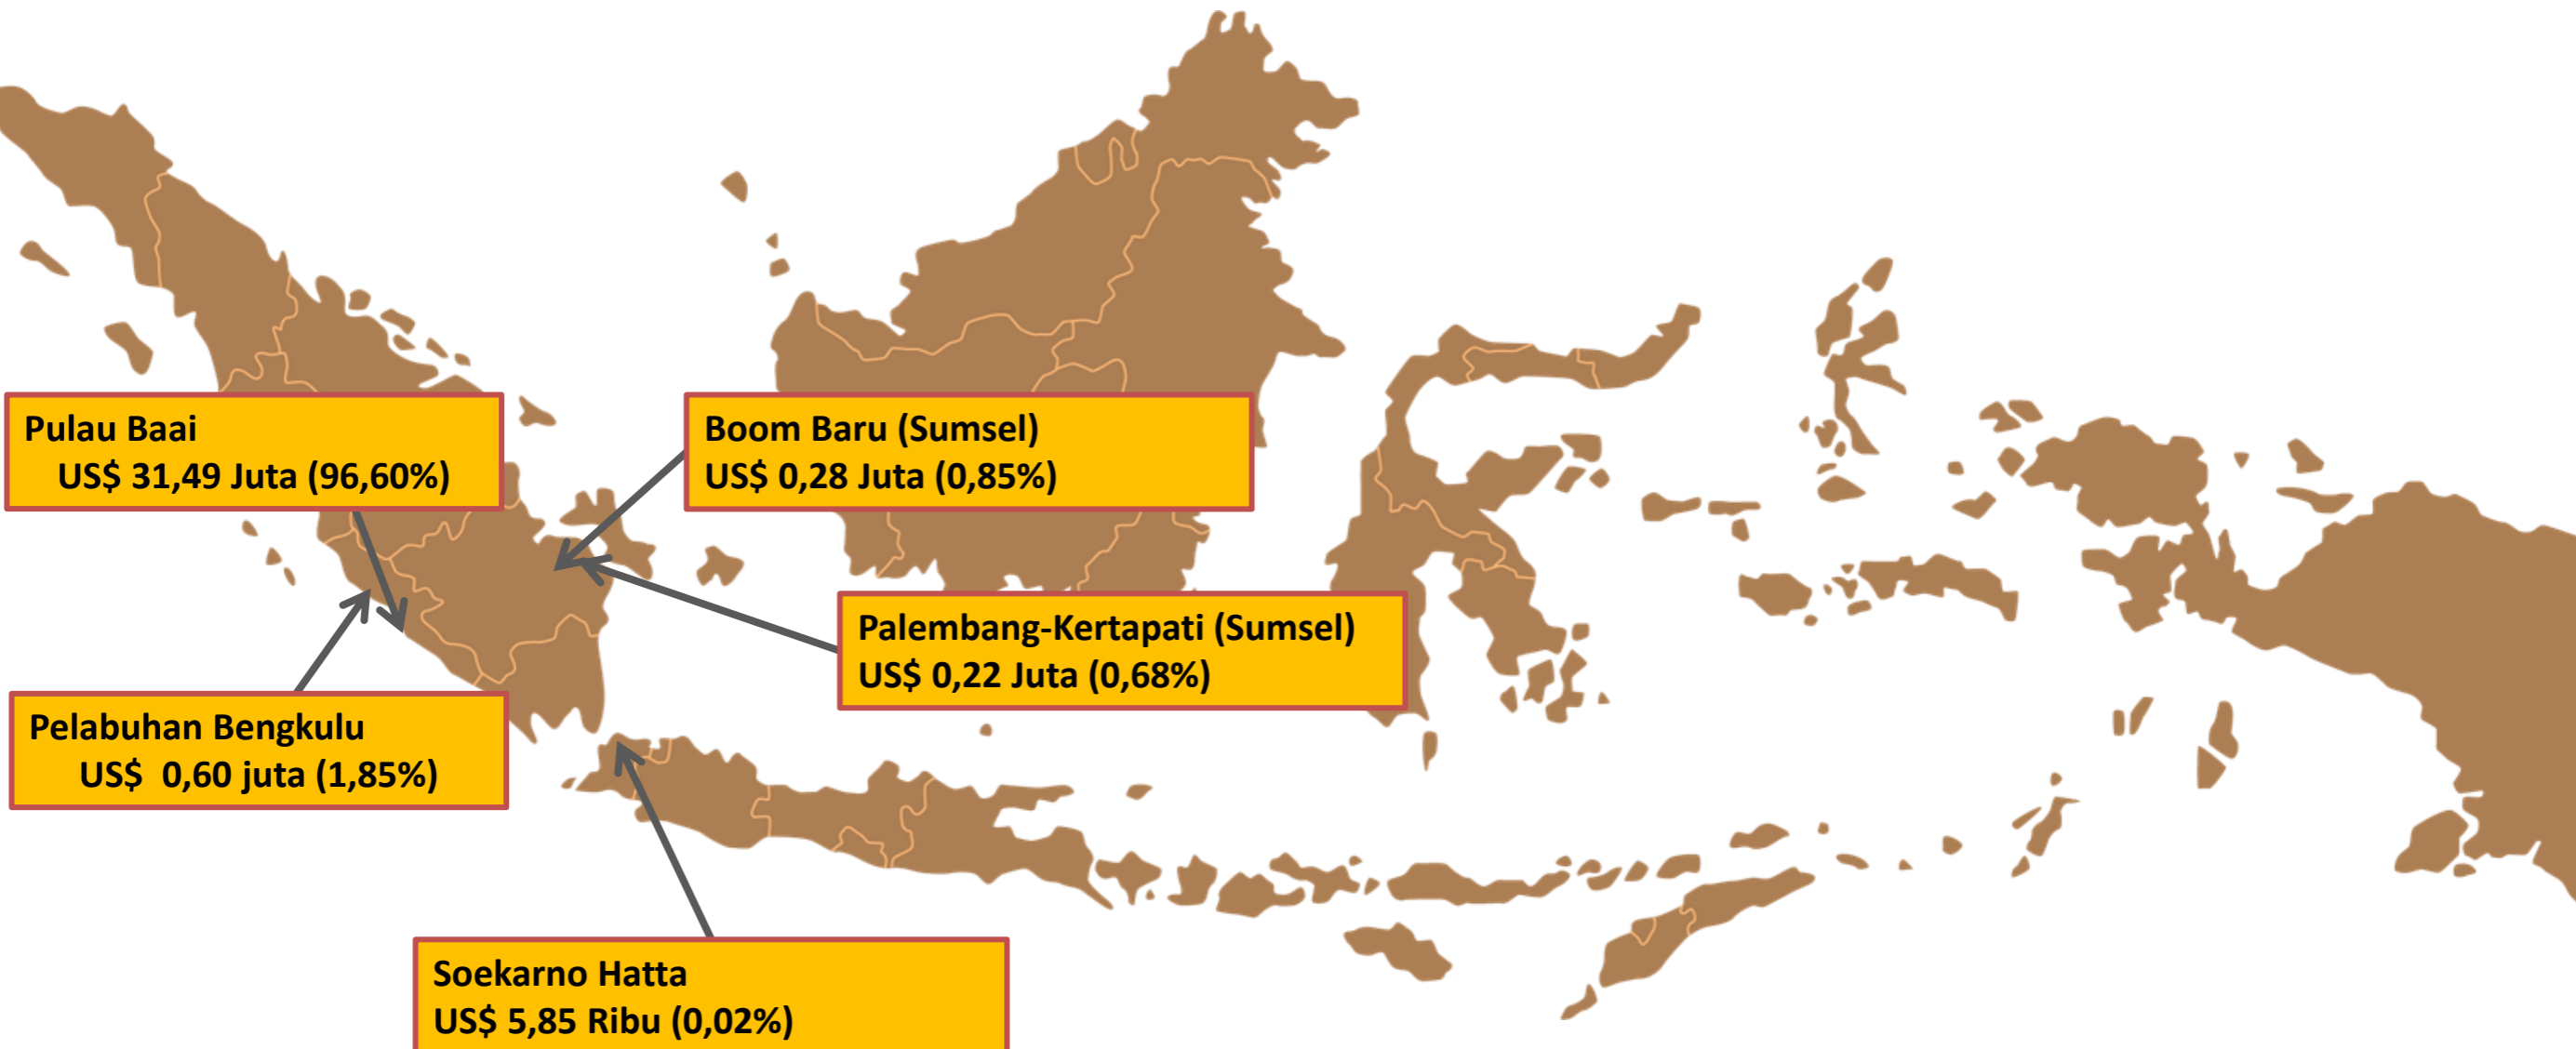 Pulau Baai
US$ 31,49 Juta (96,60%)
Boom Baru (Sumsel)
US$ 0,28 Juta (0,85%)
Palembang-Kertapati (Sumsel)
US$ 0,22 Juta (0,68%)
Pelabuhan Bengkulu
US$ 0,60 juta (1,85%)
Soekarno Hatta
US$ 5,85 Ribu (0,02%)